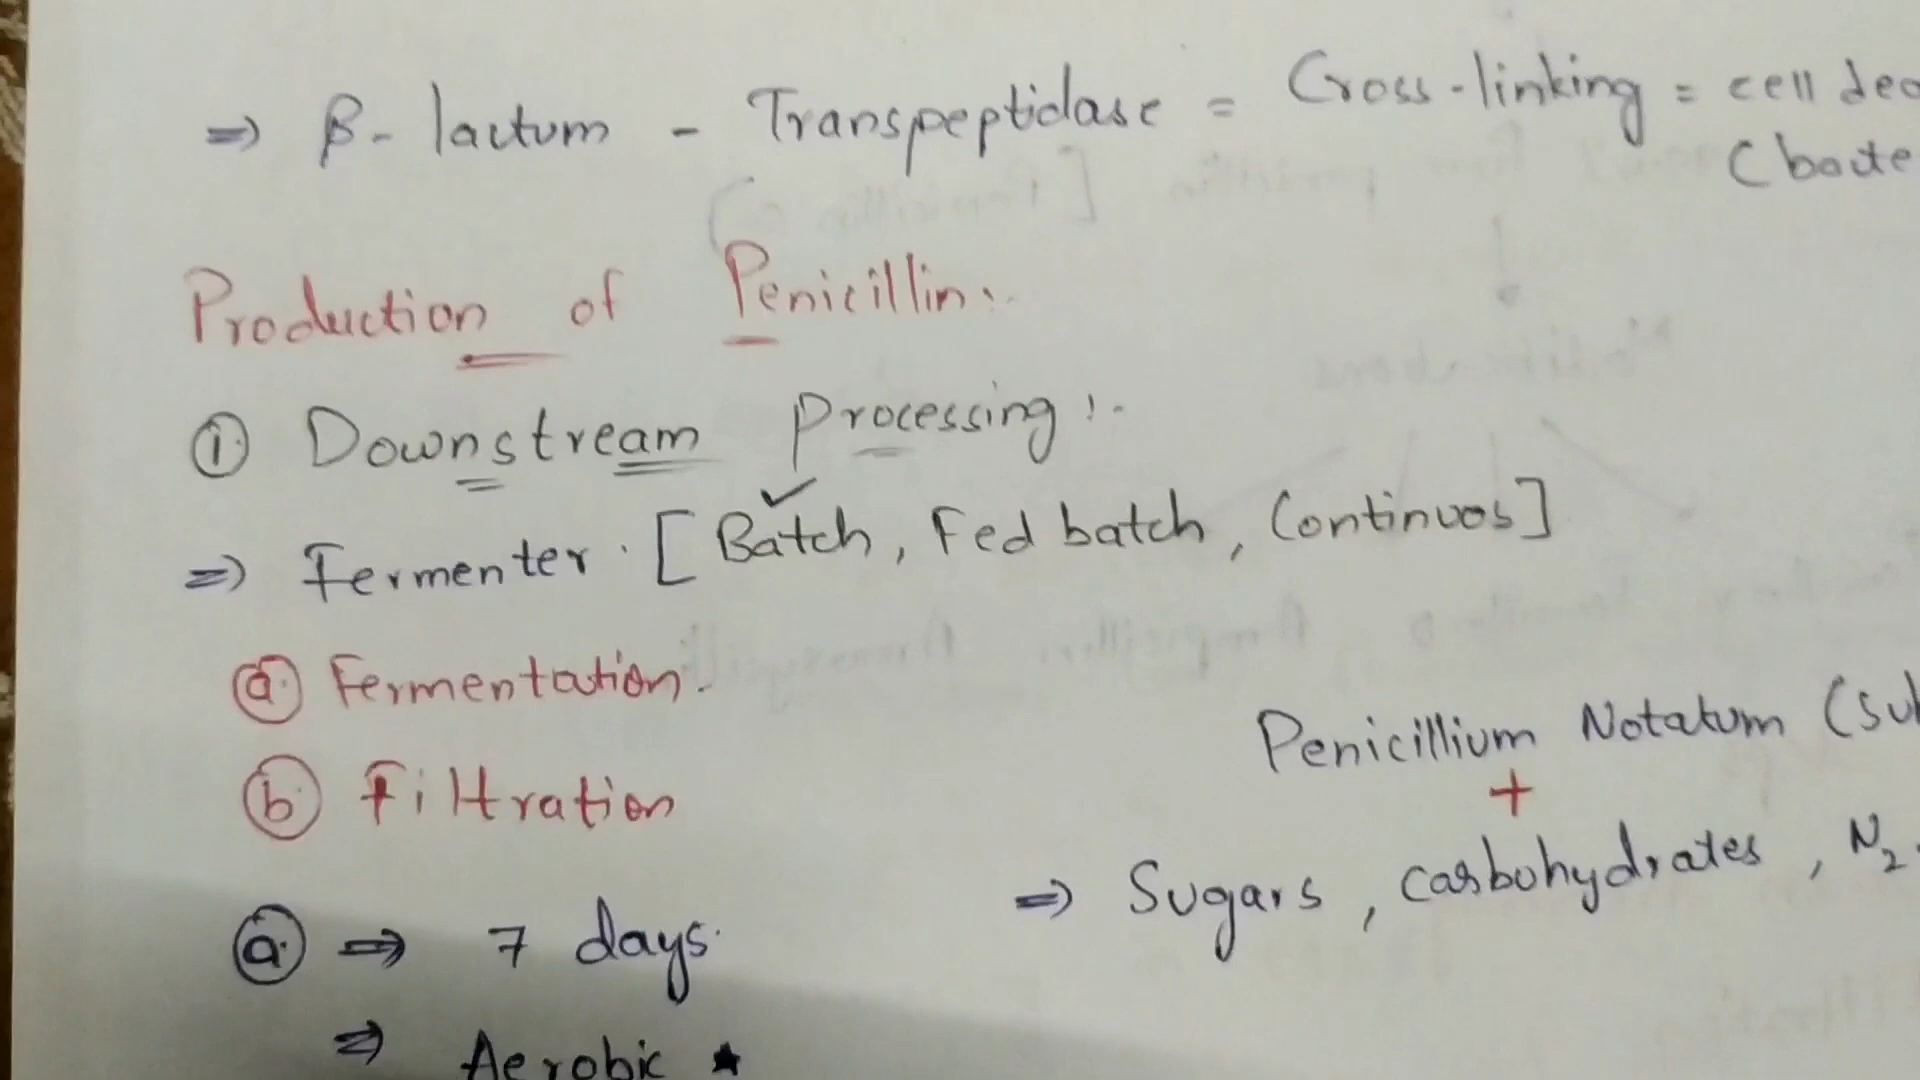 ⇒ β- lactum - Transpeptidase = Cross-linking = cell
Production of Penicillin:-
① Downstream Processing:-
⇒ Fermenter. [Batch, Fed batch, Continuos]
ⓐ Fermentation.
ⓑ Filtration
Penicillium Notatum
+
⇒ Sugars, carbohydrates, N₂
ⓐ ⇒ 7 days.
⇒ Aerobic ★